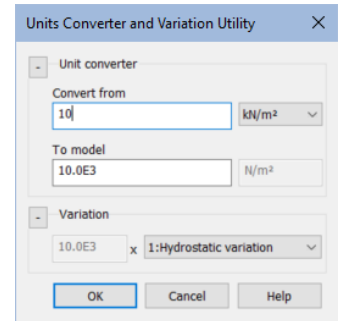 Units Converter and Variation Utility
-
Unit converter
Convert from
10
kN/m²
To model
10.0E3
N/m²
-
Variation
10.0E3 x 1:Hydrostatic variation
OK Cancel Help